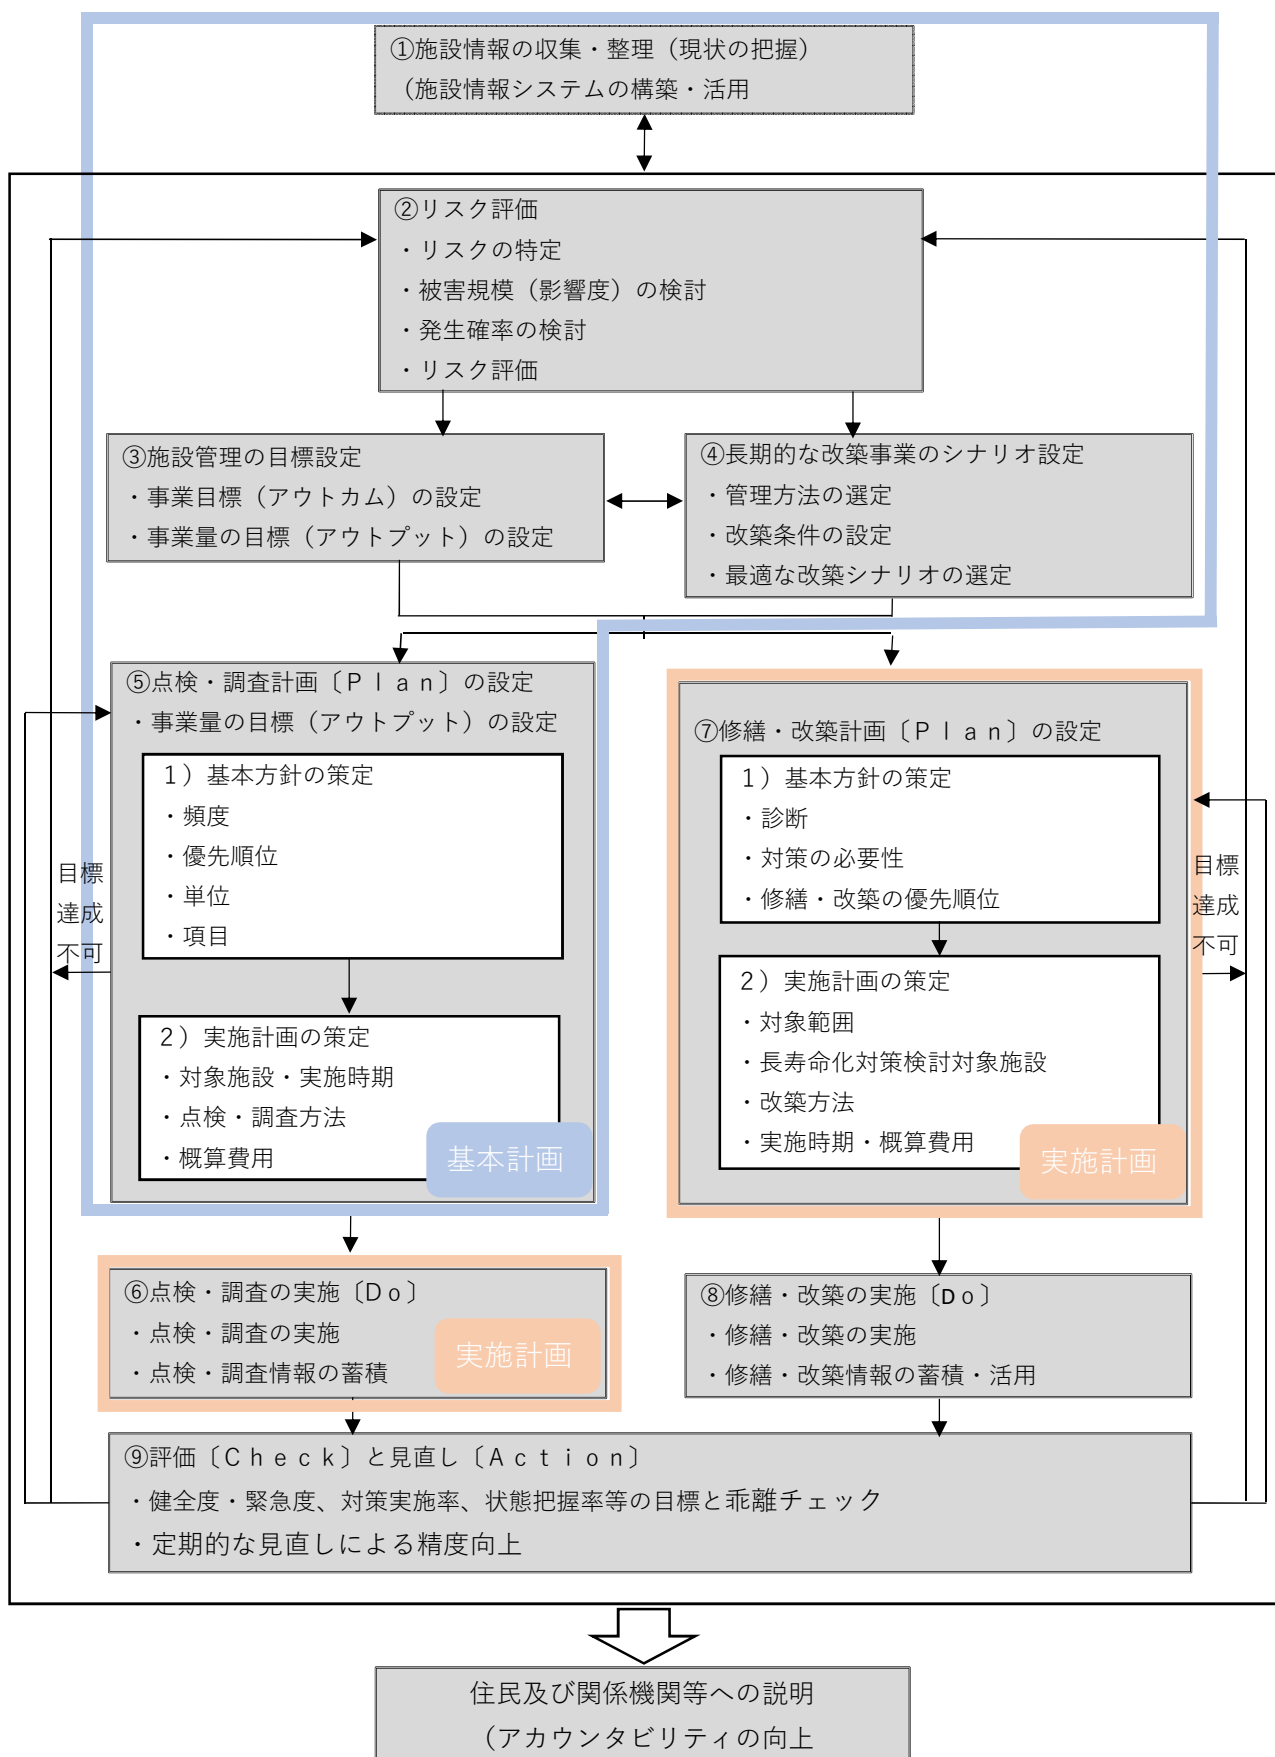 ①施設情報の収集・整理（現状の把握）
（施設情報システムの構築・活用
②リスク評価
・リスクの特定
・被害規模（影響度）の検討
・発生確率の検討
・リスク評価
③施設管理の目標設定
・事業目標（アウトカム）の設定
・事業量の目標（アウトプット）の設定
④長期的な改築事業のシナリオ設定
・管理方法の選定
・改築条件の設定
・最適な改築シナリオの選定
⑤点検・調査計画〔Ｐｌａｎ〕の設定
・事業量の目標（アウトプット）の設定
１）基本方針の策定
・頻度
・優先順位
・単位
・項目
目標
達成
不可
２）実施計画の策定
・対象施設・実施時期
・点検・調査方法
・概算費用
基本計画
⑦修繕・改築計画〔Ｐｌａｎ〕の設定
１）基本方針の策定
・診断
・対策の必要性
・修繕・改築の優先順位
目標
達成
不可
２）実施計画の策定
・対象範囲
・長寿命化対策検討対象施設
・改築方法
・実施時期・概算費用
実施計画
⑥点検・調査の実施〔Ｄｏ〕
・点検・調査の実施
・点検・調査情報の蓄積
実施計画
⑧修繕・改築の実施〔Ｄｏ〕
・修繕・改築の実施
・修繕・改築情報の蓄積・活用
⑨評価〔Ｃｈｅｃｋ〕と見直し〔Ａｃｔｉｏｎ〕
・健全度・緊急度、対策実施率、状態把握率等の目標と乖離チェック
・定期的な見直しによる精度向上
住民及び関係機関等への説明
（アカウンタビリティの向上